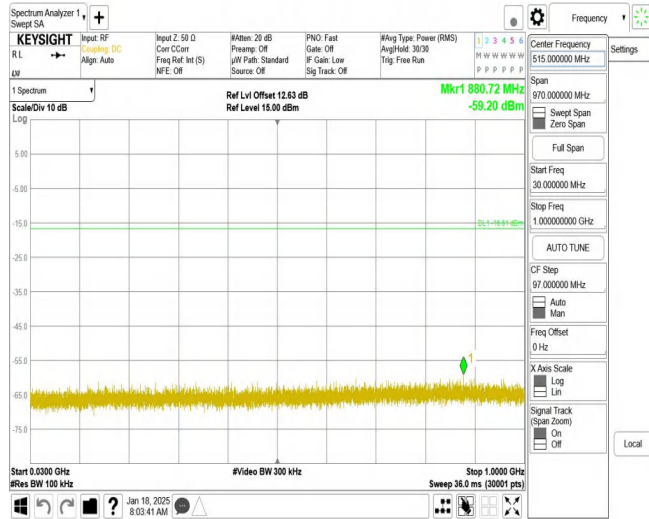 Spectrum Analyzer 1
Swept SA
+
Frequency
KEYSIGHT
RL
Input: RF
Coupling: DC
Align: Auto
Input Z: 50 Ω
Corr CCorr
Freq Ref: Int (S)
NFE: Off
#Atten: 20 dB
Preamp: Off
µW Path: Standard
Source: Off
PNO: Fast
Gate: Off
IF Gain: Low
Sig Track: Off
#Avg Type: Power (RMS)
Avg|Hold: 30/30
Trig: Free Run
1 2 3 4 5 6
M W W W W W
P P P P P P
1 Spectrum
Scale/Div 10 dB
Log
Ref Lvl Offset 12.63 dB
Ref Level 15.00 dBm
Mkr1 880.72 MHz
-59.20 dBm
5.00
-5.00
-15.0
-25.0
-35.0
-45.0
-55.0
-65.0
-75.0
1
Start 0.0300 GHz
#Res BW 100 kHz
#Video BW 300 kHz
Stop 1.0000 GHz
Sweep 36.0 ms (30001 pts)
Center Frequency
515.000000 MHz
Span
970.000000 MHz
Swept Span
Zero Span
Full Span
Start Freq
30.000000 MHz
Stop Freq
1.000000000 GHz
AUTO TUNE
CF Step
97.000000 MHz
Auto
Man
Freq Offset
0 Hz
X Axis Scale
Log
Lin
Signal Track
(Span Zoom)
On
Off
Settings
Local
?
Jan 18, 2025
8:03:41 AM